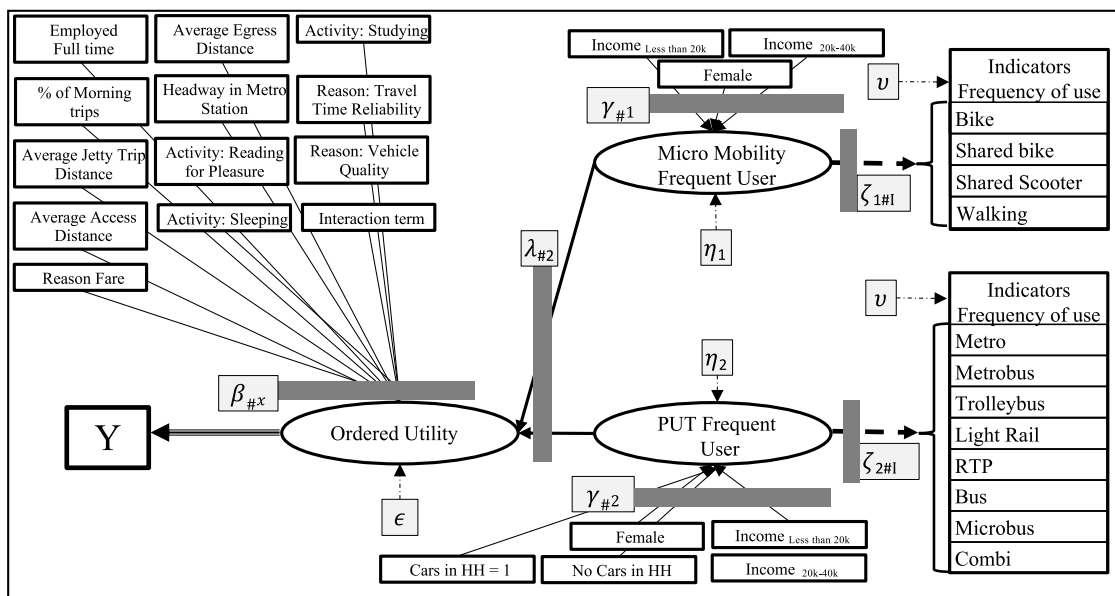 Employed
Full time
Average Egress
Distance
Activity: Studying
% of Morning
trips
Headway in Metro
Station
Reason: Travel
Time Reliability
Average Jetty Trip
Distance
Activity: Reading
for Pleasure
Reason: Vehicle
Quality
Average Access
Distance
Activity: Sleeping
Interaction term
Reason Fare
β#x
Y
Ordered Utility
ϵ
λ#2
Income Less than 20k
Income 20k-40k
Female
γ#1
Micro Mobility
Frequent User
η1
ζ1#I
υ
Indicators
Frequency of use
Bike
Shared bike
Shared Scooter
Walking
η2
PUT Frequent
User
ζ2#I
γ#2
Female
Income Less than 20k
Cars in HH = 1
No Cars in HH
Income 20k-40k
υ
Indicators
Frequency of use
Metro
Metrobus
Trolleybus
Light Rail
RTP
Bus
Microbus
Combi